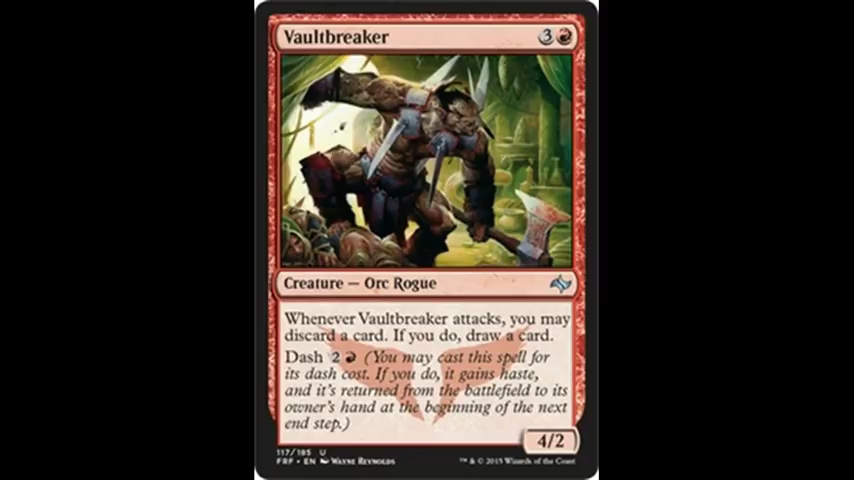 Vaultbreaker 3
Creature — Orc Rogue
Whenever Vaultbreaker attacks, you may
discard a card. If you do, draw a card.
Dash 2 (You may cast this spell for
its dash cost. If you do, it gains haste,
and it's returned from the battlefield to its
owner's hand at the beginning of the next
end step.)
4/2
117/185 U
FRF • EN Wayne Reynolds
™ & © 2015 Wizards of the Coast